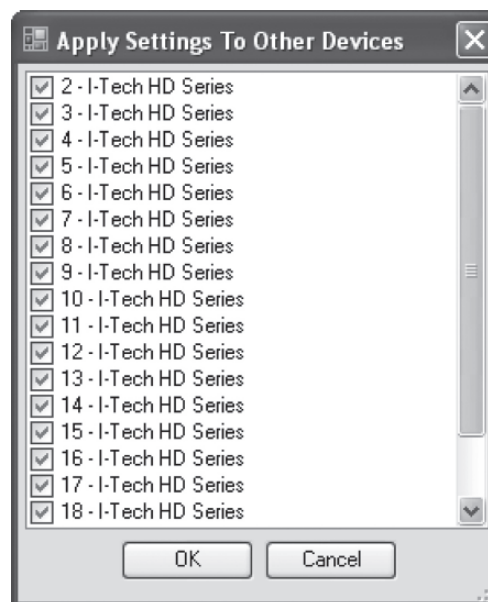 Apply Settings To Other Devices
2 - I-Tech HD Series
3 - I-Tech HD Series
4 - I-Tech HD Series
5 - I-Tech HD Series
6 - I-Tech HD Series
7 - I-Tech HD Series
8 - I-Tech HD Series
9 - I-Tech HD Series
10 - I-Tech HD Series
11 - I-Tech HD Series
12 - I-Tech HD Series
13 - I-Tech HD Series
14 - I-Tech HD Series
15 - I-Tech HD Series
16 - I-Tech HD Series
17 - I-Tech HD Series
18 - I-Tech HD Series
OK Cancel